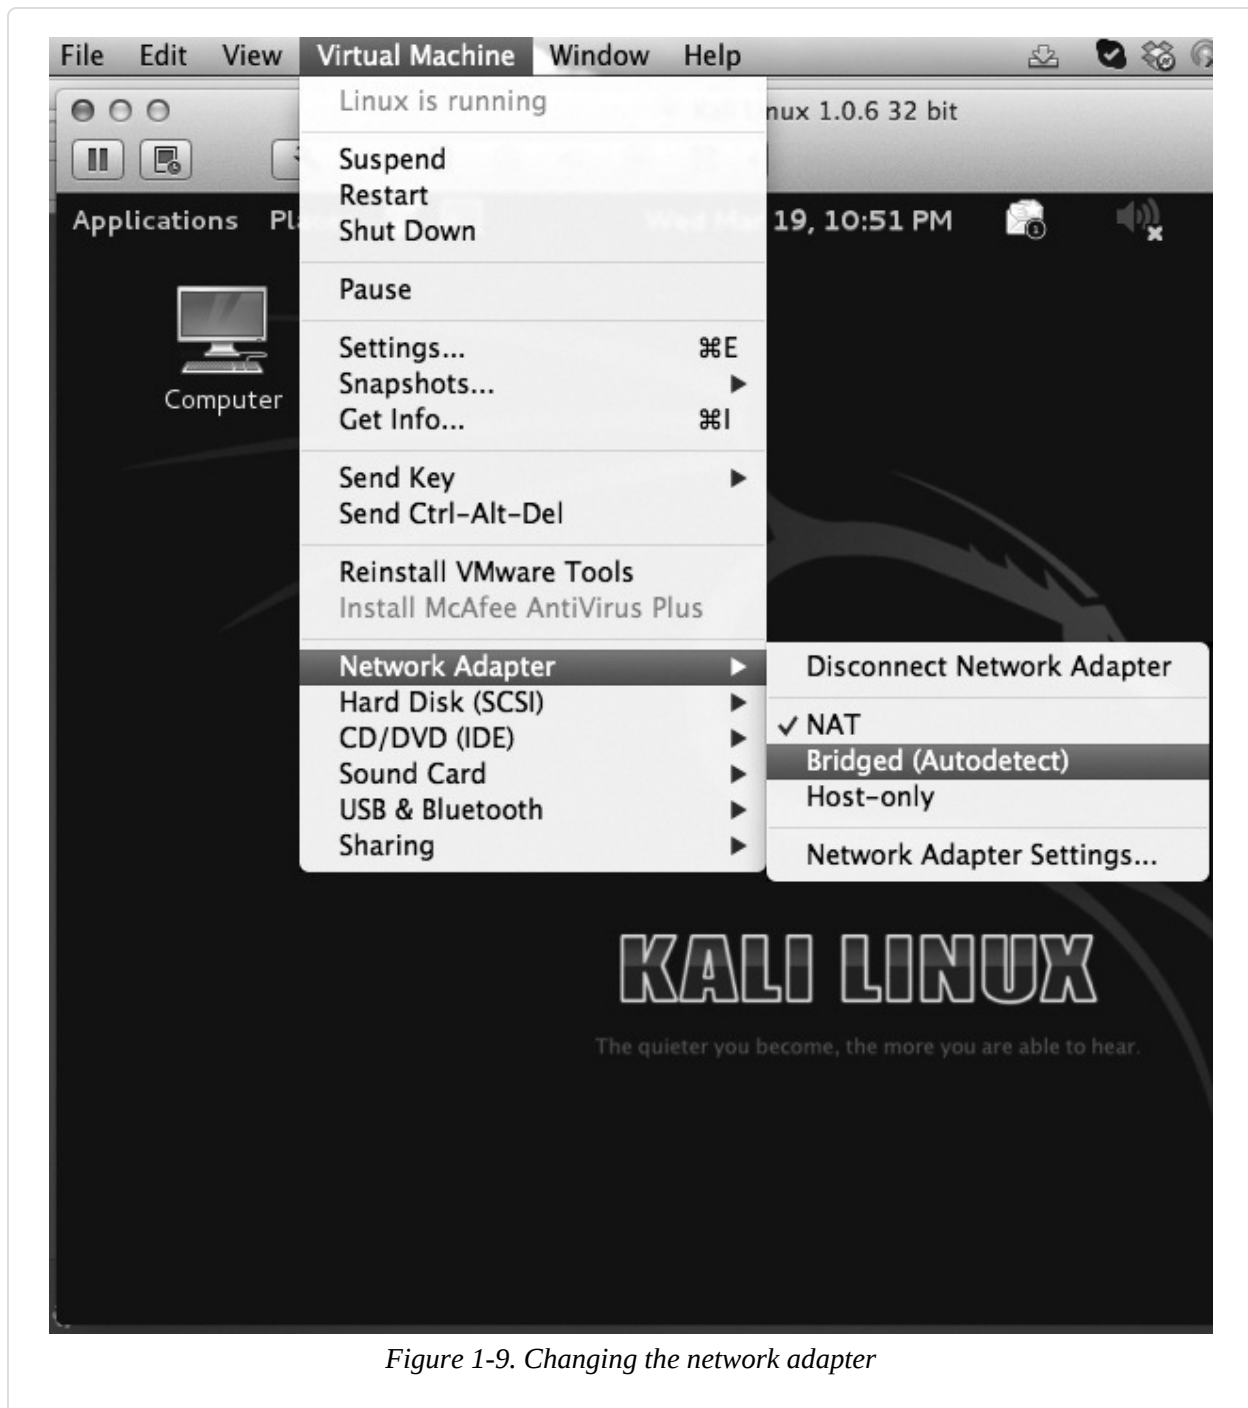 File Edit View Virtual Machine Window Help
Linux is running
nux 1.0.6 32 bit
Suspend
Restart
Shut Down
Applications Pla
Wed Mar 19, 10:51 PM
1
Pause
Settings... ⌘E
Snapshots...
Get Info... ⌘I
Computer
Send Key
Send Ctrl-Alt-Del
Reinstall VMware Tools
Install McAfee AntiVirus Plus
Network Adapter
Hard Disk (SCSI)
CD/DVD (IDE)
Sound Card
USB & Bluetooth
Sharing
Disconnect Network Adapter
✓ NAT
Bridged (Autodetect)
Host-only
Network Adapter Settings...
KALI LINUX
The quieter you become, the more you are able to hear.
Figure 1-9. Changing the network adapter